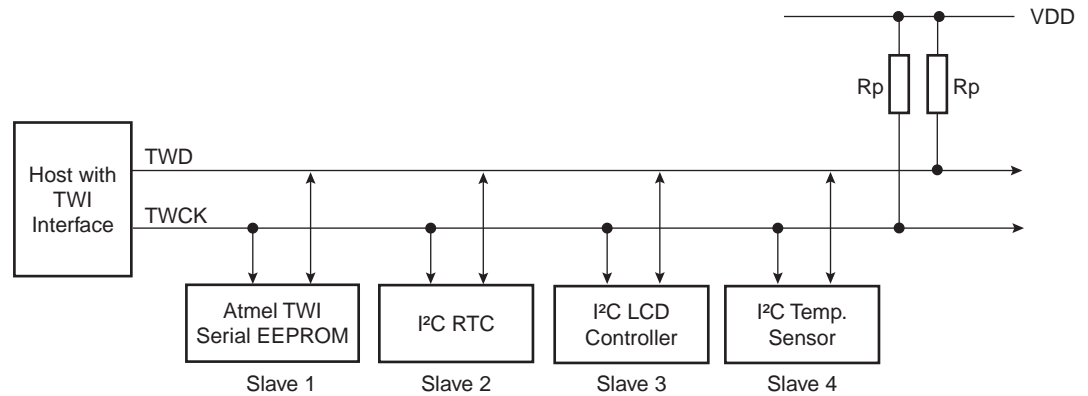 VDD
Rp
Rp
Host with
TWI
Interface
TWD
TWCK
Atmel TWI
Serial EEPROM
I²C RTC
I²C LCD
Controller
I²C Temp.
Sensor
Slave 1
Slave 2
Slave 3
Slave 4